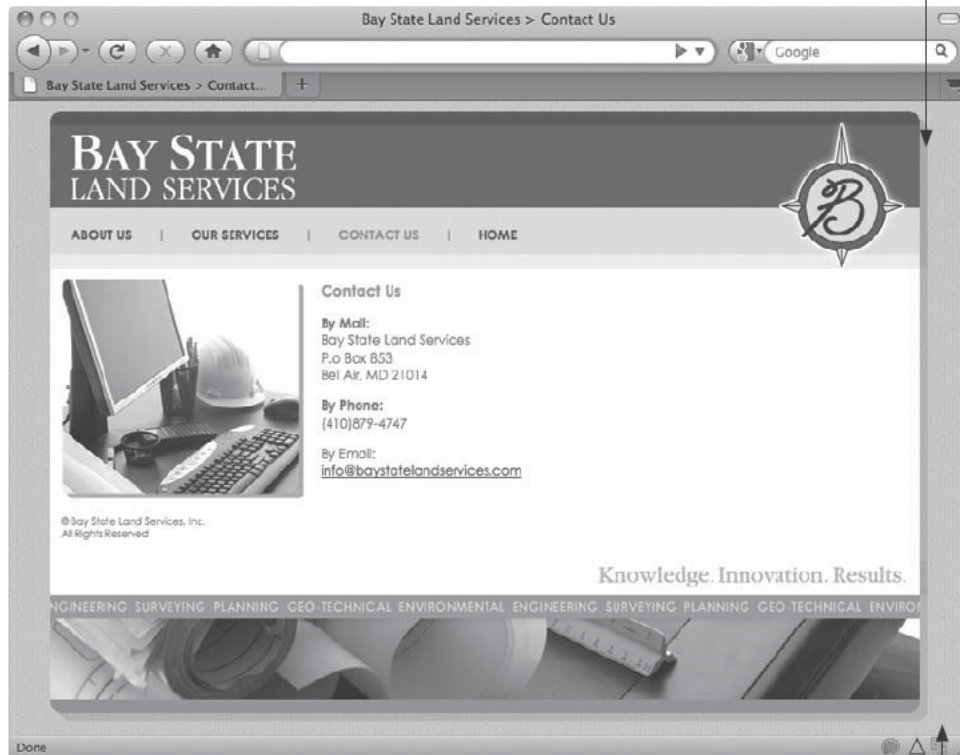 Bay State Land Services > Contact Us
Google
Bay State Land Services > Contact...
+
BAY STATE
LAND SERVICES
B
ABOUT US | OUR SERVICES | CONTACT US | HOME
Contact Us
By Mail:
Bay State Land Services
P.o Box 853
Bel Air, MD 21014
By Phone:
(410)879-4747
By Email:
info@baystatelandservices.com
© Bay State Land Services, Inc.
All Rights Reserved
Knowledge. Innovation. Results.
NGINEERING SURVEYING PLANNING GEO-TECHNICAL ENVIRONMENTAL ENGINEERING SURVEYING PLANNING GEO-TECHNICAL ENVIRO
Done